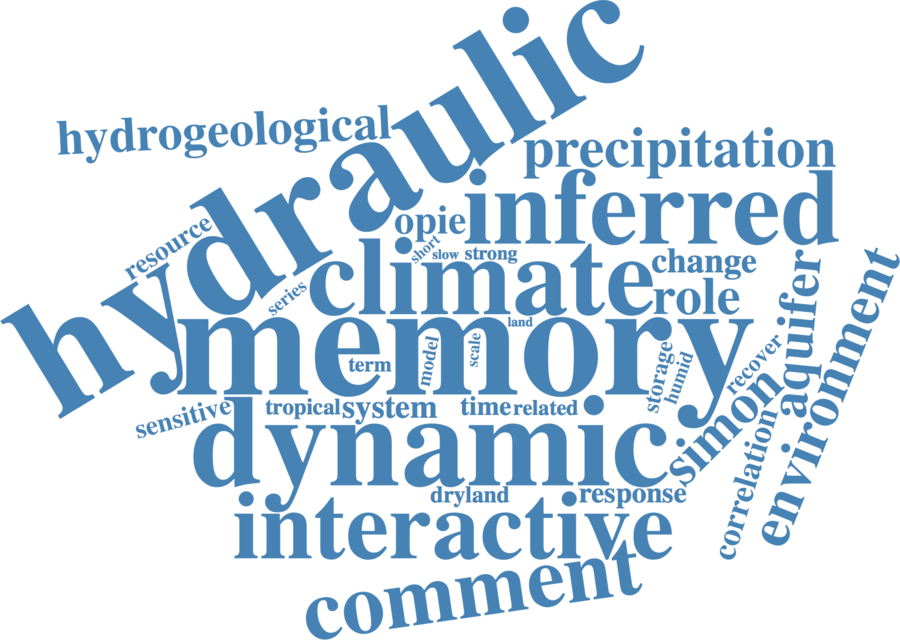 hydraulic
hydrogeological
precipitation
inferred
opie
resource
short
slow
strong
climate
change
series
role
memory
land
term
model
scale
storage
humid
recover
aquifer
environment
sensitive
tropical
system
time
related
simon
dynamic
correlation
dryland
response
interactive
comment